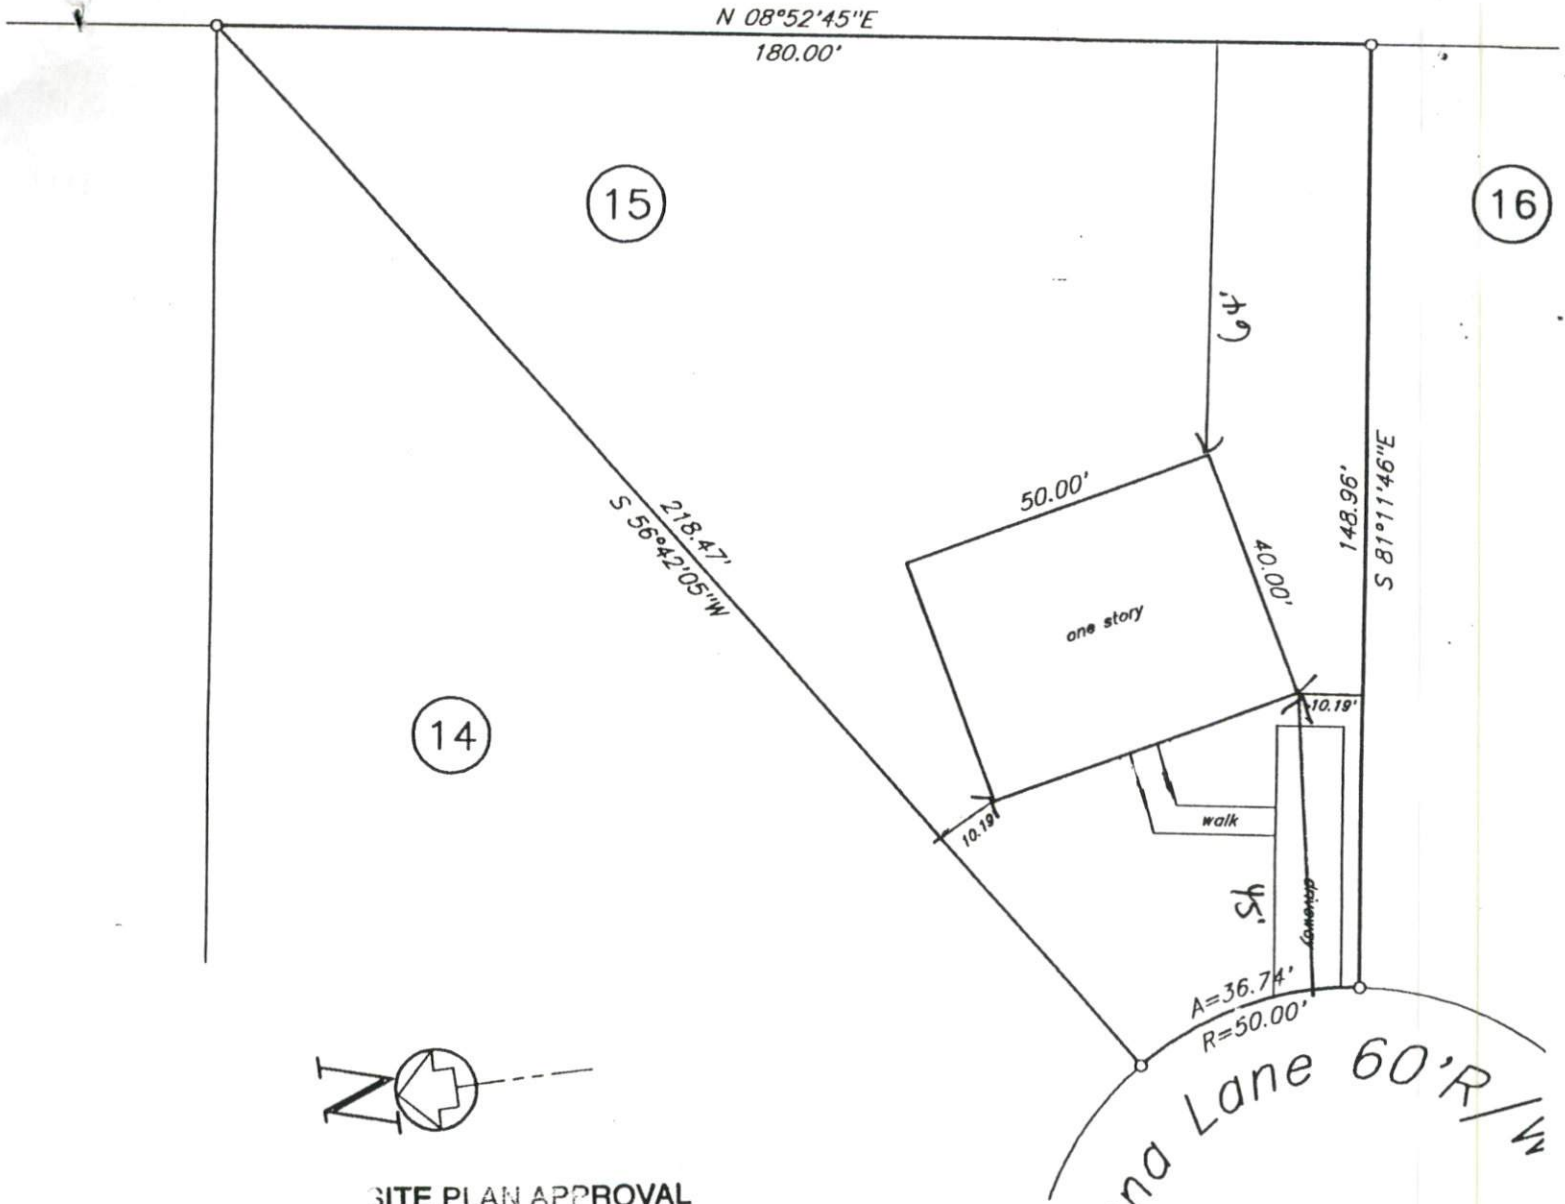 N 08°52'45"E
180.00'
15
16
64'
50.00'
40.00'
148.96'
S 81°11'46"E
218.47'
S 56°42'05"W
one story
14
10.19'
10.19'
walk
45'
driveway
A=36.74'
R=50.00'
na Lane 60'R/W
N
SITE PLAN APPROVAL